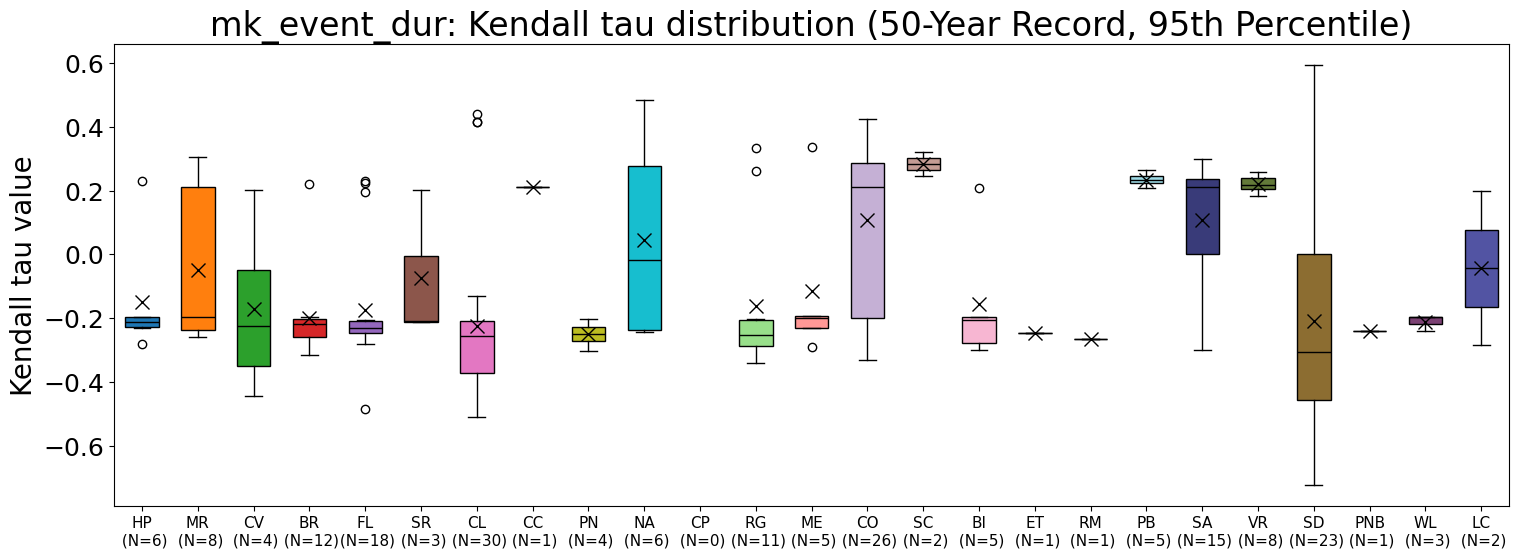 mk_event_dur: Kendall tau distribution (50-Year Record, 95th Percentile)
Kendall tau value
0.6
0.4
0.2
0.0
−0.2
−0.4
−0.6
HP MR CV BR FL SR CL CC PN NA CP RG ME CO SC BI ET RM PB SA VR SD PNB WL LC
(N=6) (N=8) (N=4) (N=12) (N=18) (N=3) (N=30) (N=1) (N=4) (N=6) (N=0) (N=11) (N=5) (N=26) (N=2) (N=5) (N=1) (N=1) (N=5) (N=15) (N=8) (N=23) (N=1) (N=3) (N=2)